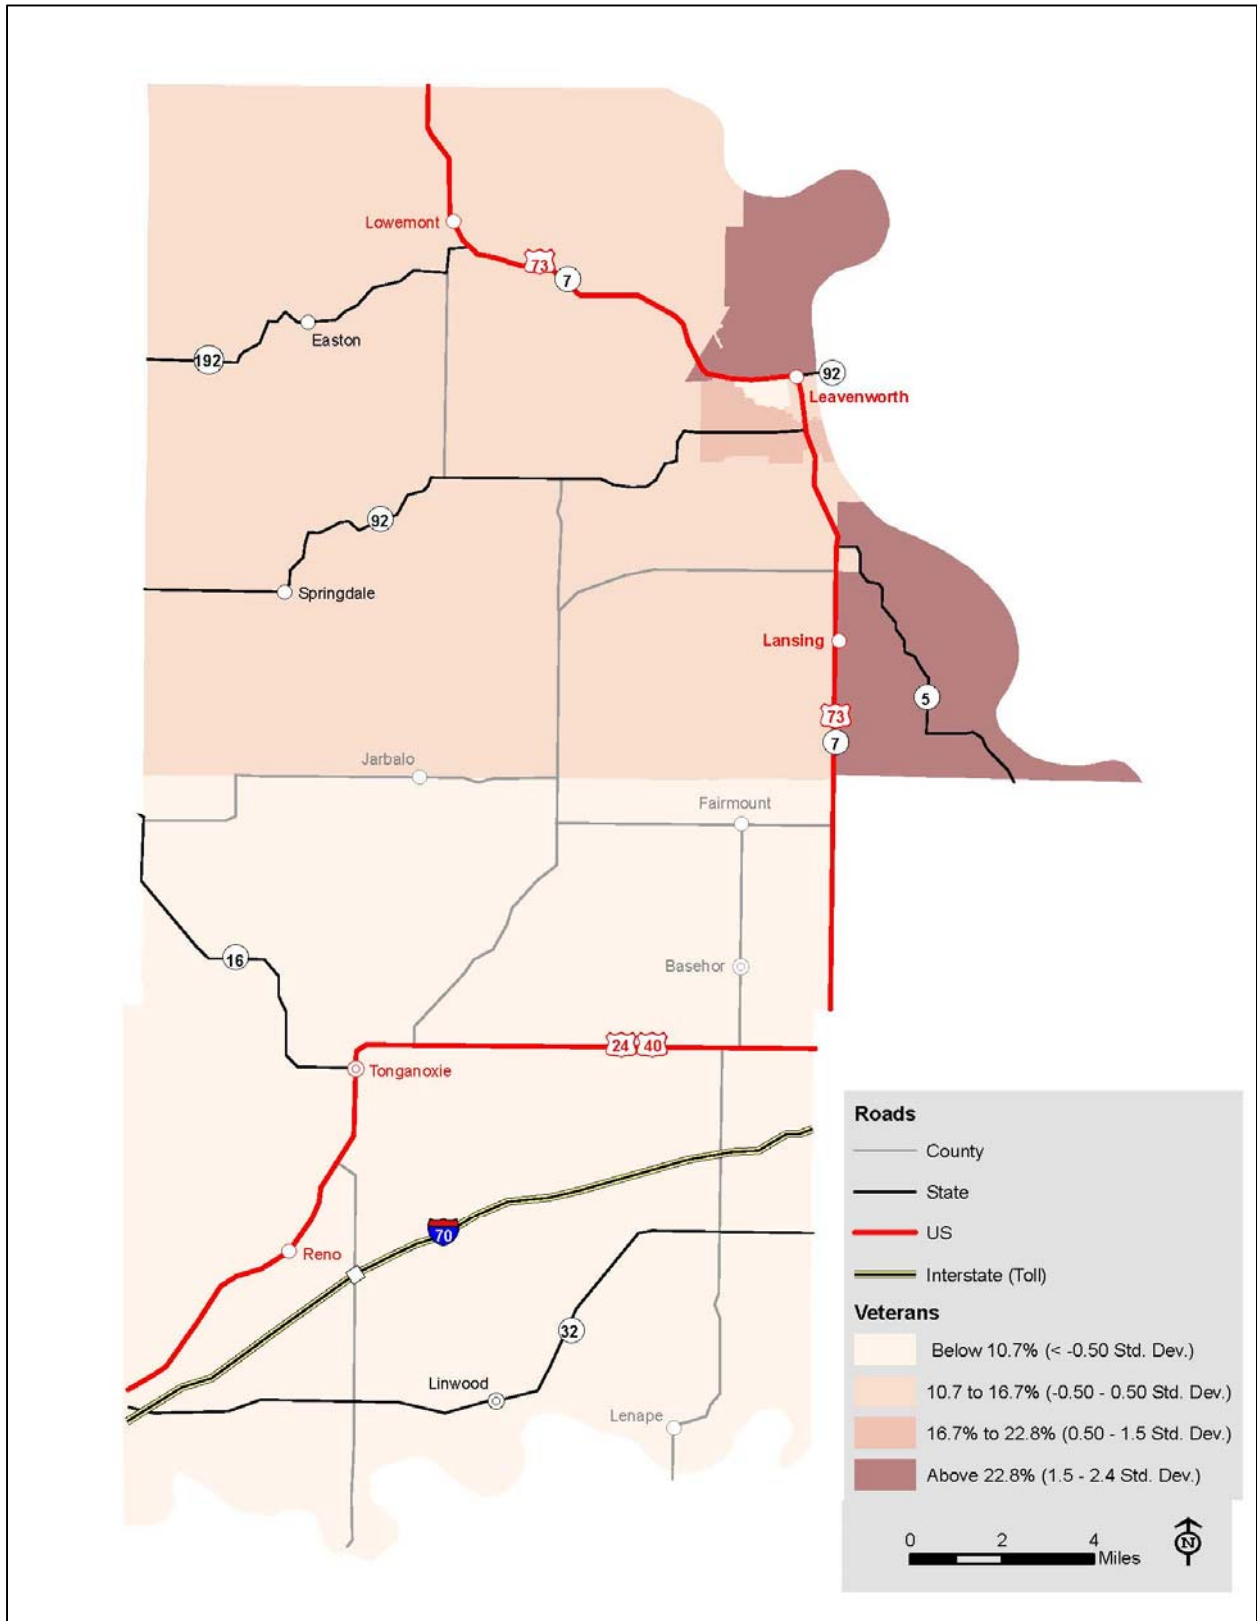 Lowemont
73
7
Easton
192
92
Leavenworth
92
Springdale
Lansing
5
73
7
Jarbalo
Fairmount
16
Basehor
24 40
Tonganoxie
Roads
County
State
US
Interstate (Toll)
70
Reno
32
Linwood
Lenape
Veterans
Below 10.7% (< -0.50 Std. Dev.)
10.7 to 16.7% (-0.50 - 0.50 Std. Dev.)
16.7% to 22.8% (0.50 - 1.5 Std. Dev.)
Above 22.8% (1.5 - 2.4 Std. Dev.)
0 2 4
Miles
N